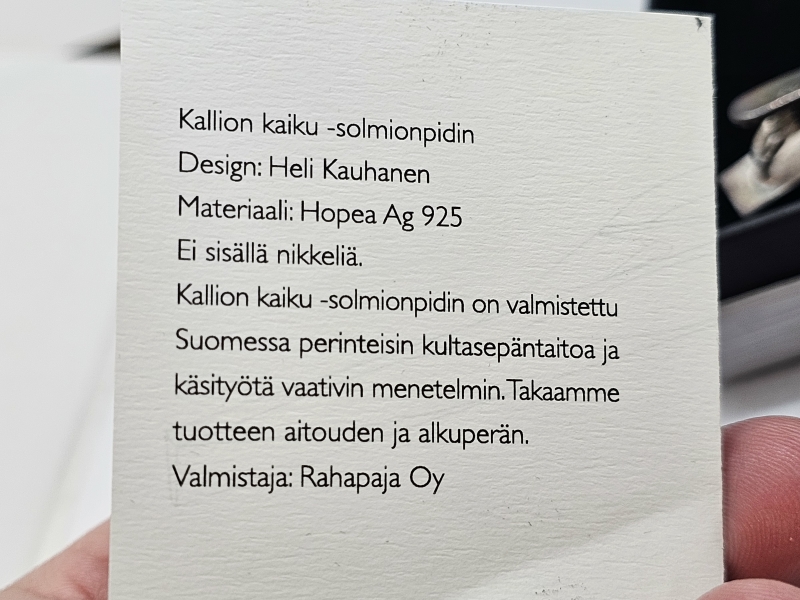 Kallion kaiku -solmionpidin
Design: Heli Kauhanen
Materiaali: Hopea Ag 925
Ei sisällä nikkeliä.
Kallion kaiku -solmionpidin on valmistettu
Suomessa perinteisin kultasepäntaitoa ja
käsityötä vaativin menetelmin. Takaamme
tuotteen aitouden ja alkuperän.
Valmistaja: Rahapaja Oy